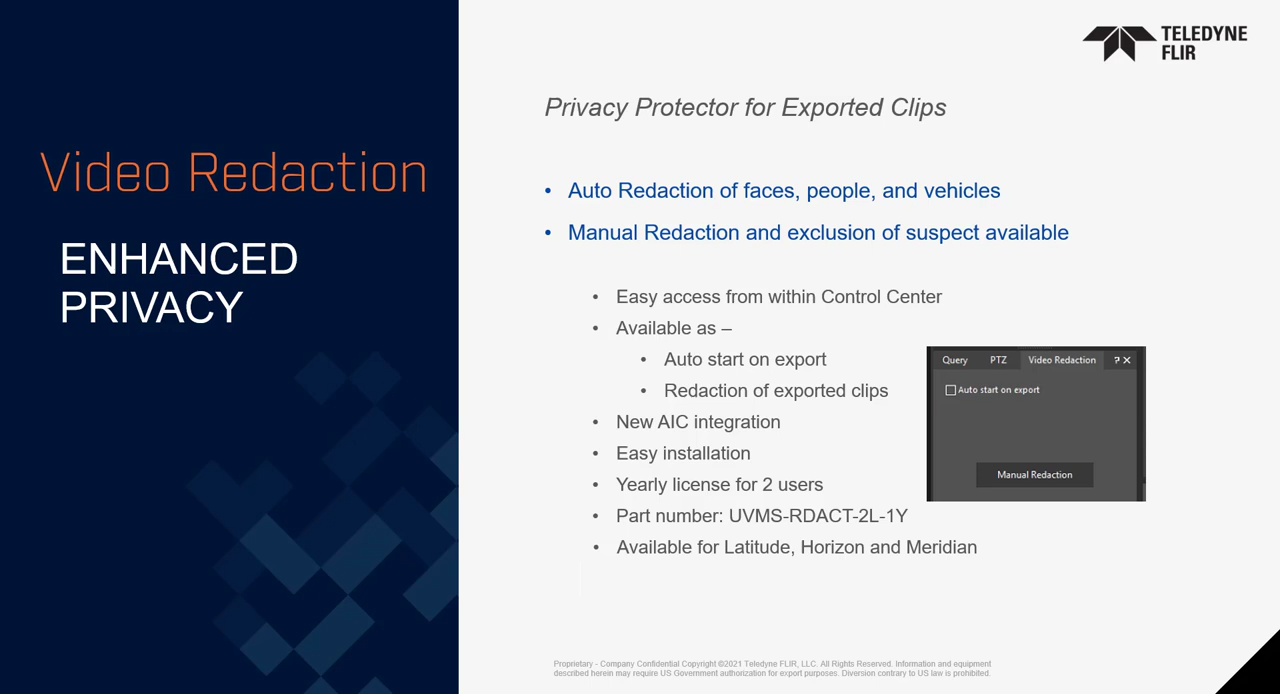 TELEDYNE
FLIR
Video Redaction
ENHANCED
PRIVACY
Privacy Protector for Exported Clips
• Auto Redaction of faces, people, and vehicles
• Manual Redaction and exclusion of suspect available
• Easy access from within Control Center
• Available as –
• Auto start on export
• Redaction of exported clips
• New AIC integration
• Easy installation
• Yearly license for 2 users
• Part number: UVMS-RDACT-2L-1Y
• Available for Latitude, Horizon and Meridian
Query PTZ Video Redaction ? ✕
Auto start on export
Manual Redaction
Proprietary - Company Confidential Copyright ©2021 Teledyne FLIR, LLC. All Rights Reserved. Information and equipment
described herein may require US Government authorization for export purposes. Diversion contrary to US law is prohibited.